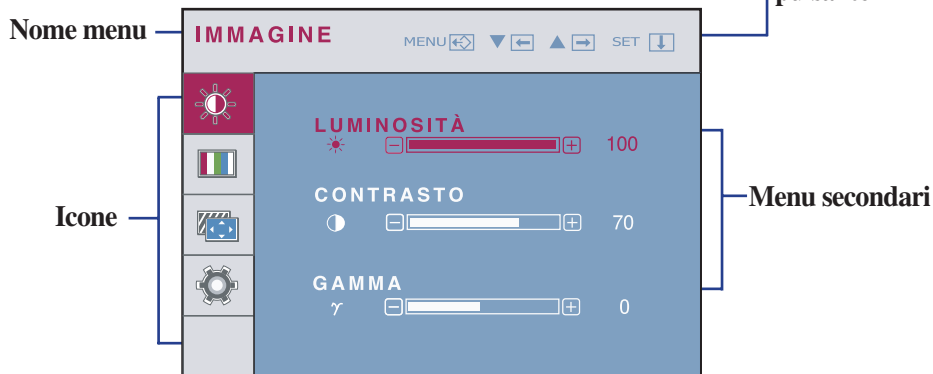 Nome menu
IMMAGINE
MENU SET
LUMINOSITÀ
100
Icone
CONTRASTO
70
Menu secondari
GAMMA
γ 0